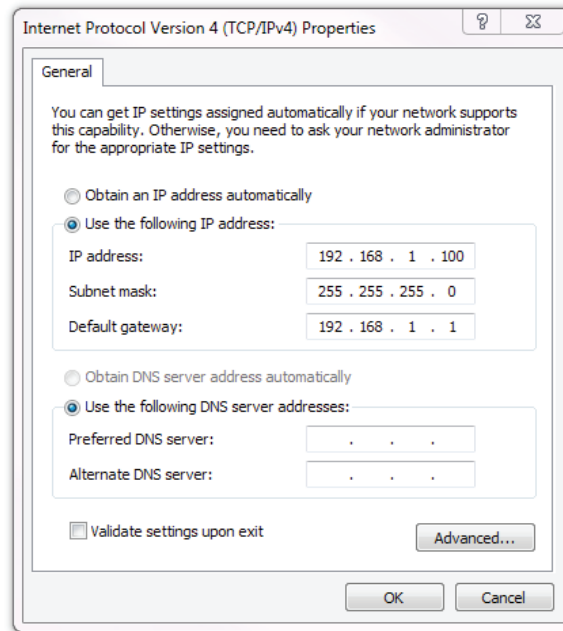 Internet Protocol Version 4 (TCP/IPv4) Properties
?
General
You can get IP settings assigned automatically if your network supports
this capability. Otherwise, you need to ask your network administrator
for the appropriate IP settings.
Obtain an IP address automatically
Use the following IP address:
IP address: 192 . 168 . 1 . 100
Subnet mask: 255 . 255 . 255 . 0
Default gateway: 192 . 168 . 1 . 1
Obtain DNS server address automatically
Use the following DNS server addresses:
Preferred DNS server: . . .
Alternate DNS server: . . .
Validate settings upon exit
Advanced...
OK Cancel